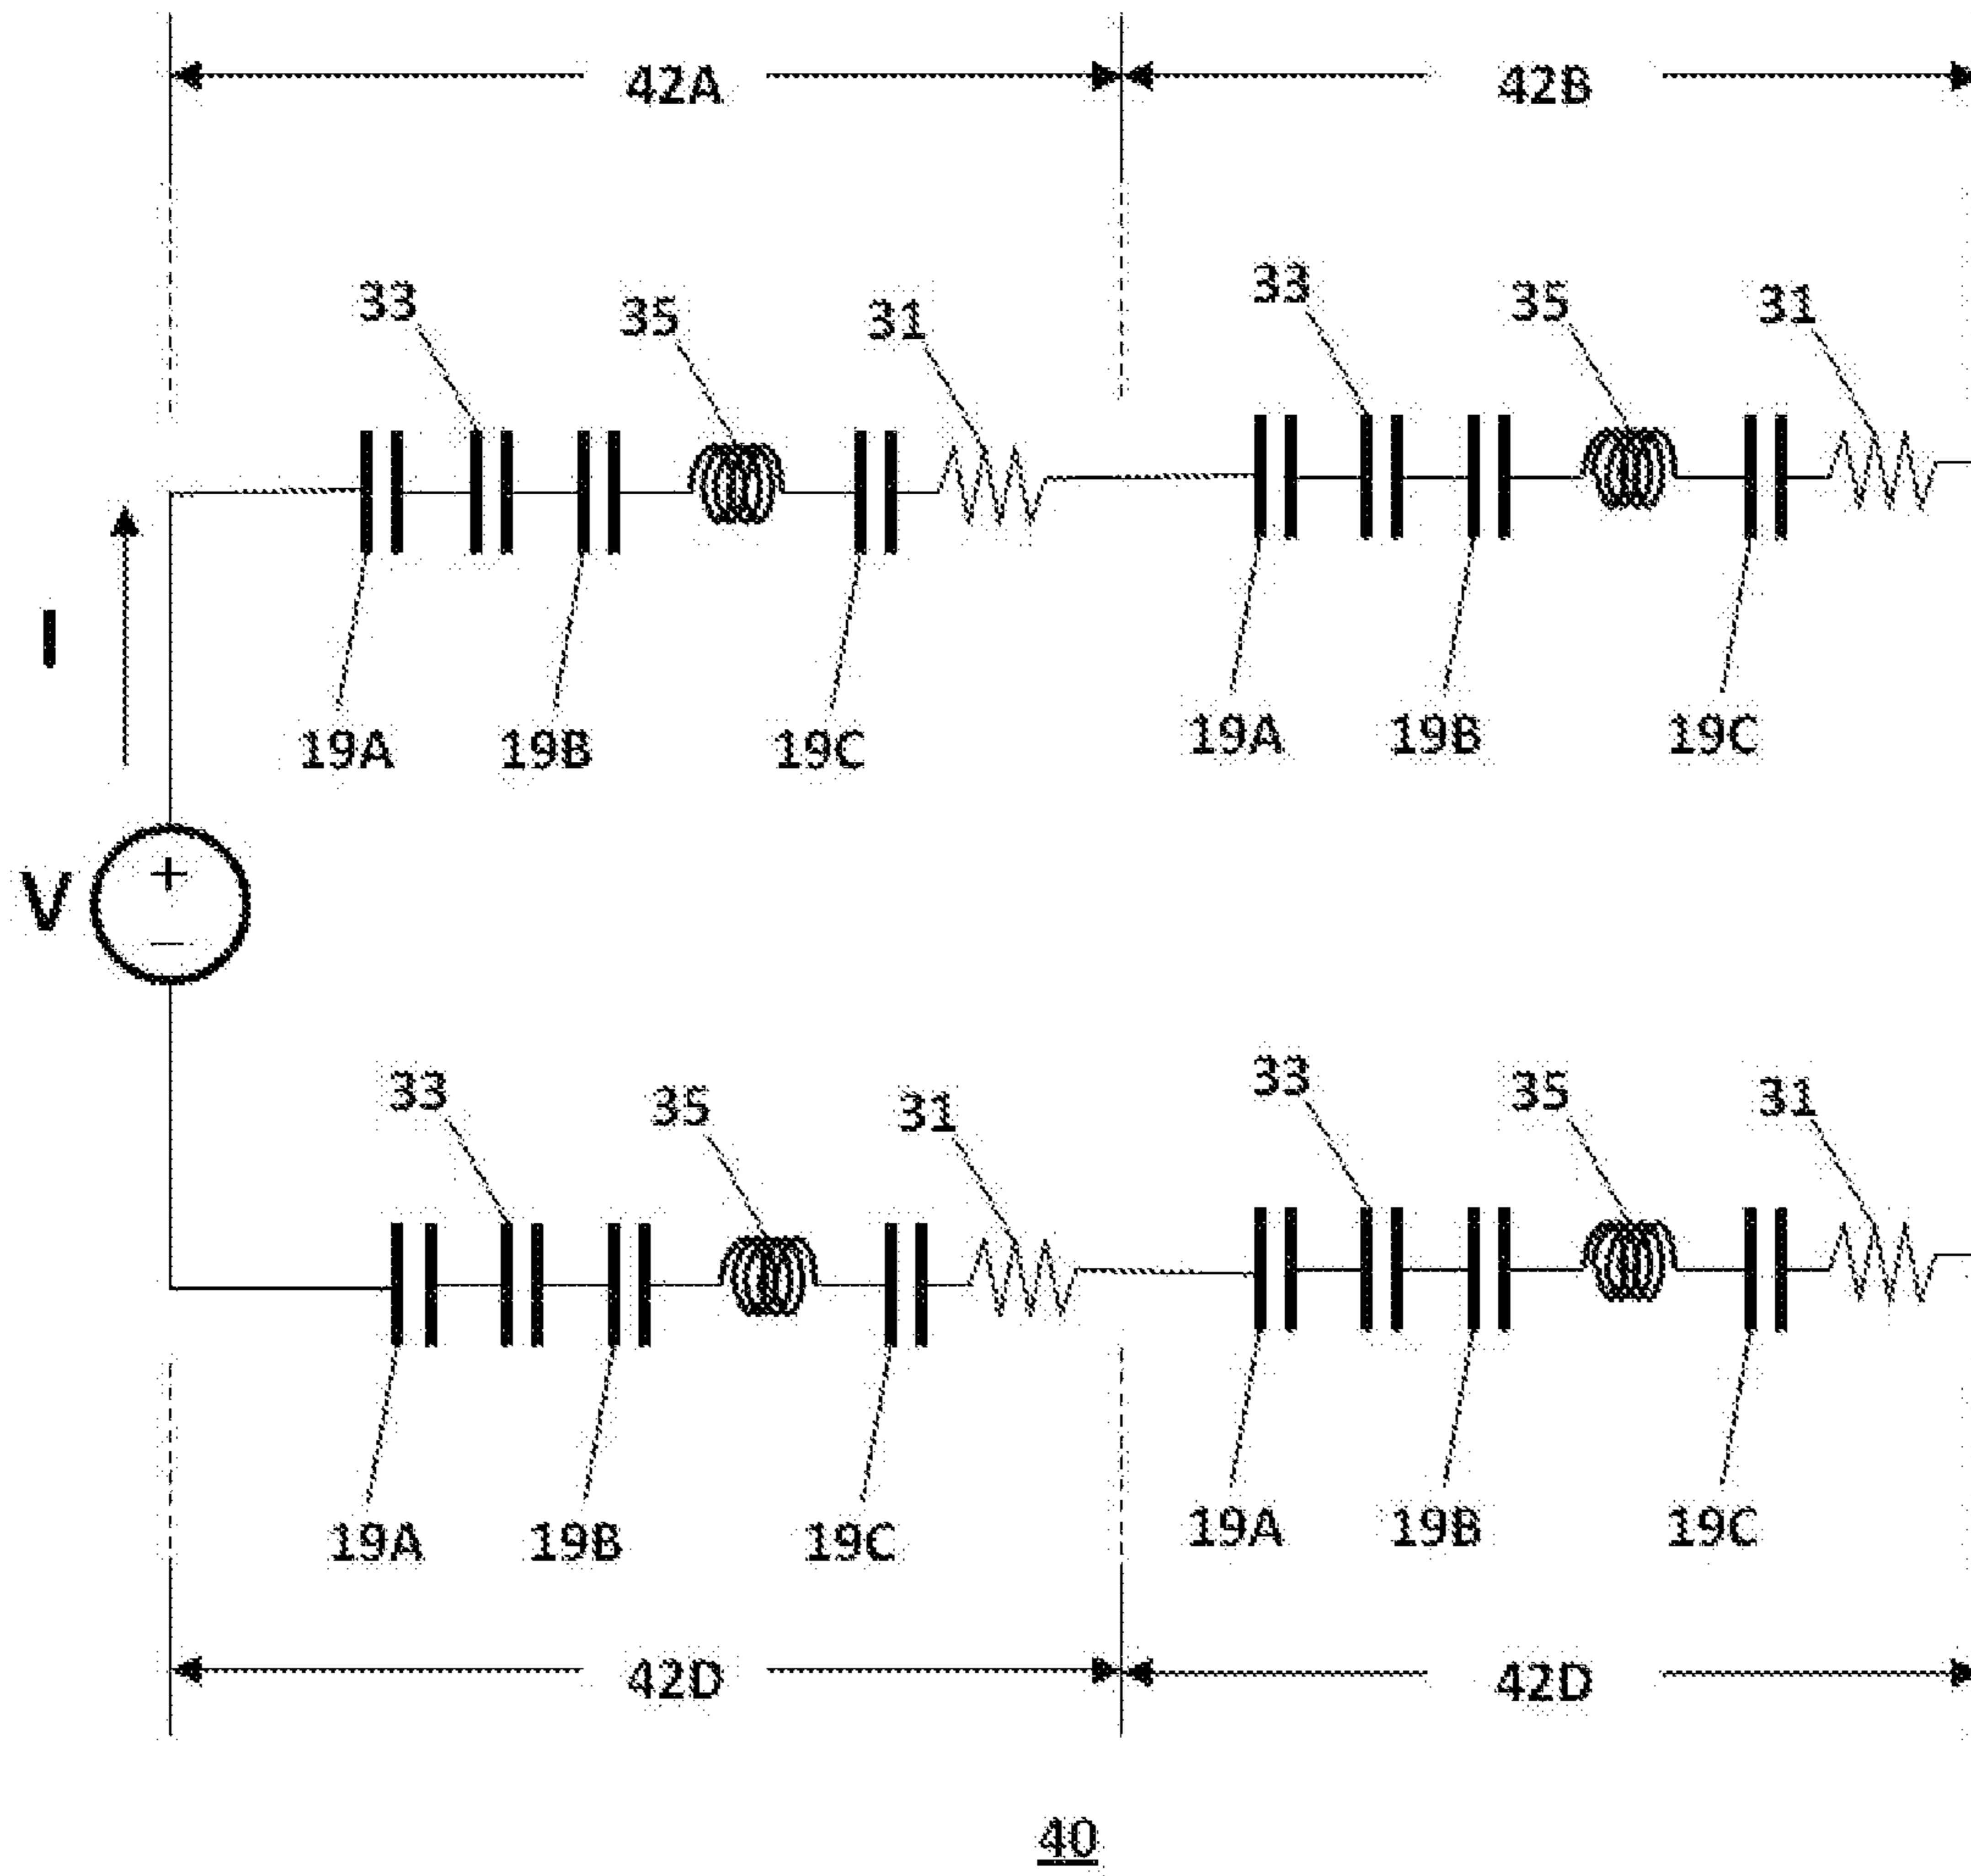 42A 42B
33 35 31 33 35 31
I
19A 19B 19C 19A 19B 19C
+
V
−
33 35 31 33 35 31
19A 19B 19C 19A 19B 19C
42D 42D
40